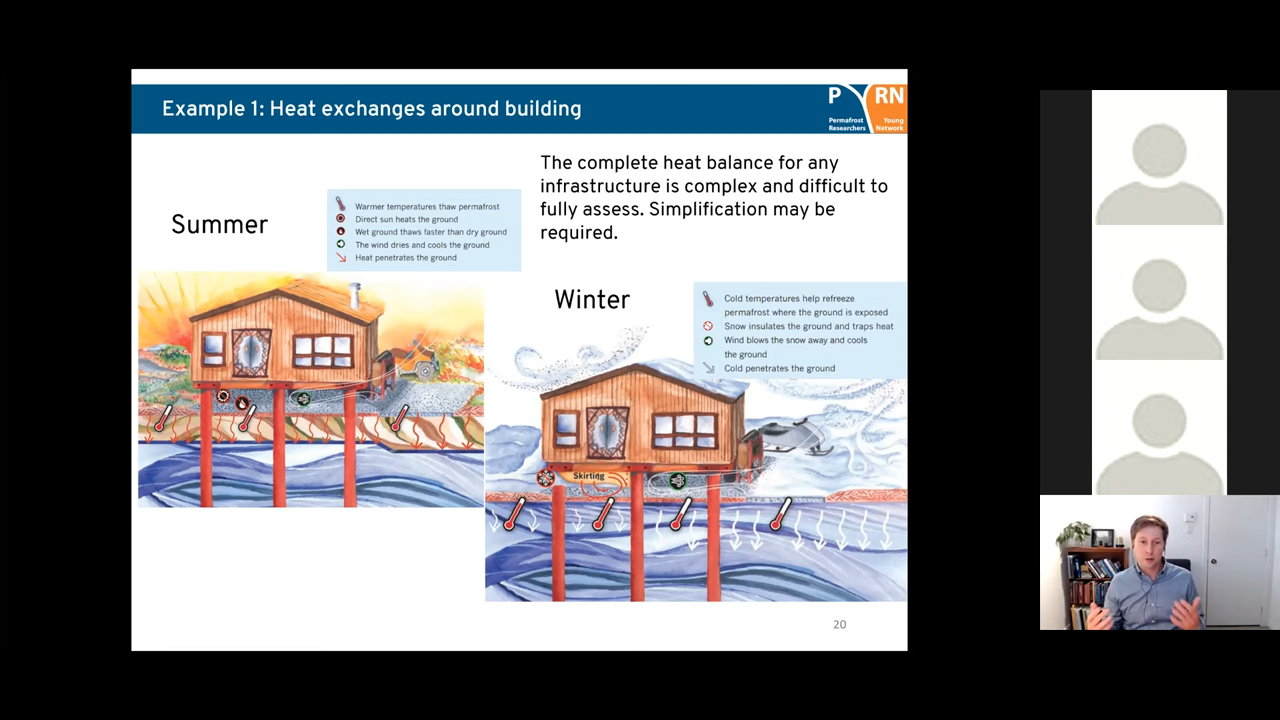 Example 1: Heat exchanges around building
P RN
Permafrost Young
Researchers Network
The complete heat balance for any
infrastructure is complex and difficult to
fully assess. Simplification may be
required.
Summer
Warmer temperatures thaw permafrost
Direct sun heats the ground
Wet ground thaws faster than dry ground
The wind dries and cools the ground
Heat penetrates the ground
Winter
Cold temperatures help refreeze
permafrost where the ground is exposed
Snow insulates the ground and traps heat
Wind blows the snow away and cools
the ground
Cold penetrates the ground
Skirting
20